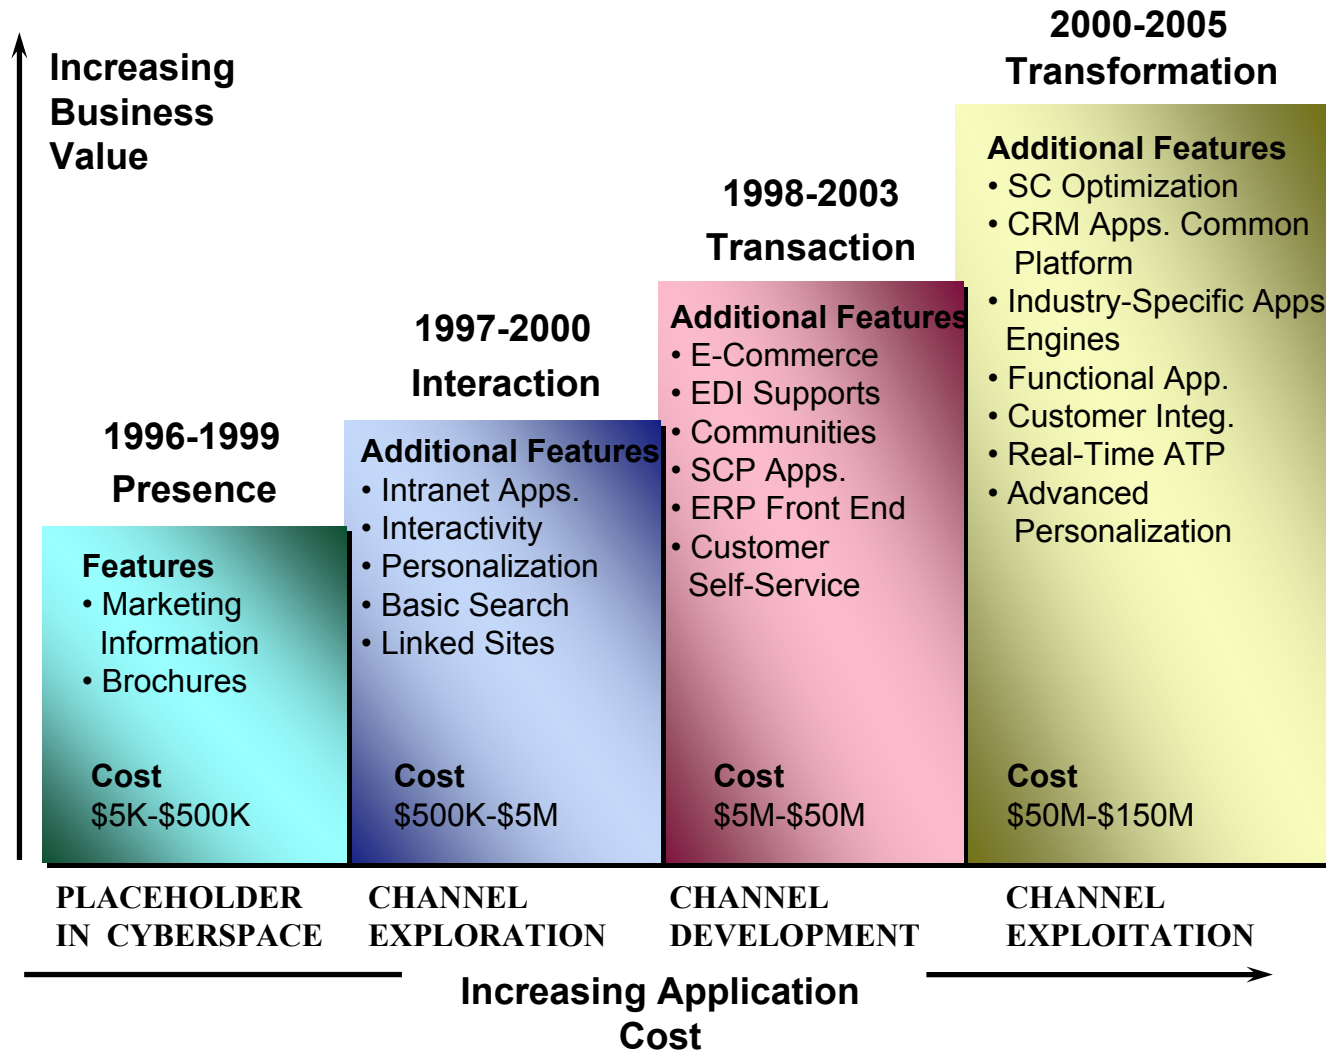 Increasing
Business
Value
1996-1999
Presence
Features
• Marketing
Information
• Brochures
Cost
$5K-$500K
PLACEHOLDER
IN CYBERSPACE
1997-2000
Interaction
Additional Features
• Intranet Apps.
• Interactivity
• Personalization
• Basic Search
• Linked Sites
Cost
$500K-$5M
CHANNEL
EXPLORATION
1998-2003
Transaction
Additional Features
• E-Commerce
• EDI Supports
• Communities
• SCP Apps.
• ERP Front End
• Customer
Self-Service
Cost
$5M-$50M
CHANNEL
DEVELOPMENT
2000-2005
Transformation
Additional Features
• SC Optimization
• CRM Apps. Common
Platform
• Industry-Specific Apps
Engines
• Functional App.
• Customer Integ.
• Real-Time ATP
• Advanced
Personalization
Cost
$50M-$150M
CHANNEL
EXPLOITATION
Increasing Application
Cost